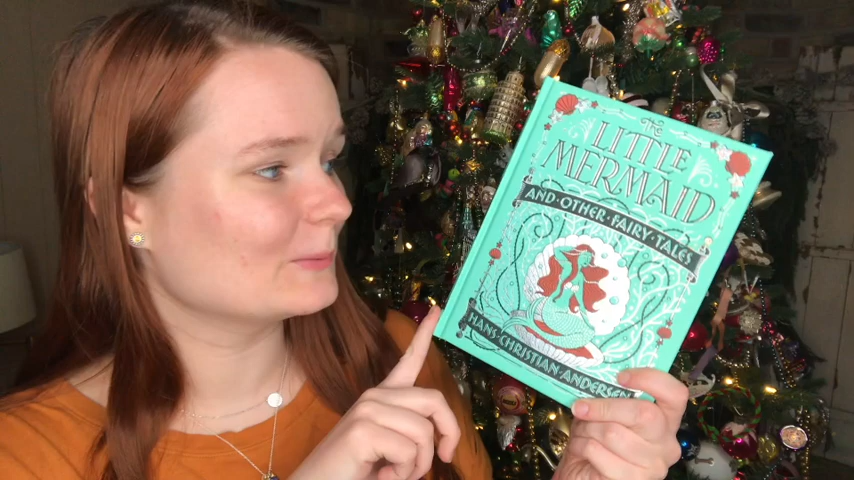 The
LITTLE
MERMAID
AND·OTHER·FAIRY·TALES
HANS·CHRISTIAN·ANDERSEN